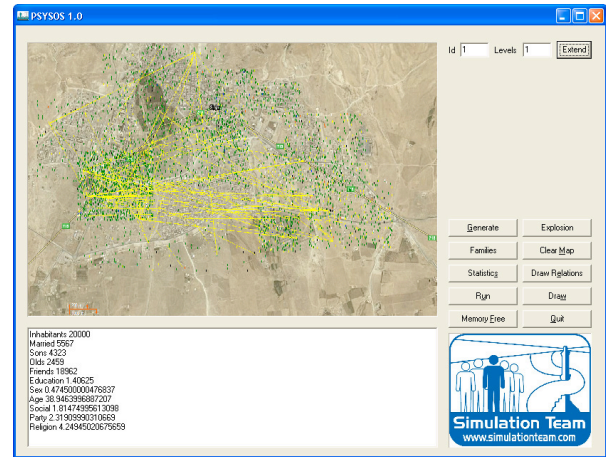 PSYSOS 1.0
Id 1 Levels 1 Extend
Generate Explosion
Families Clear Map
Statistics Draw Relations
Run Draw
Memory Free Quit
Inhabitants 20000
Married 5567
Sons 4323
Olds 2459
Friends 18962
Education 1.40625
Sex 0.474500000476837
Age 38.9463996887207
Social 1.81474995613098
Party 2.31909990310669
Religion 4.24945020675659
Simulation Team
www.simulationteam.com